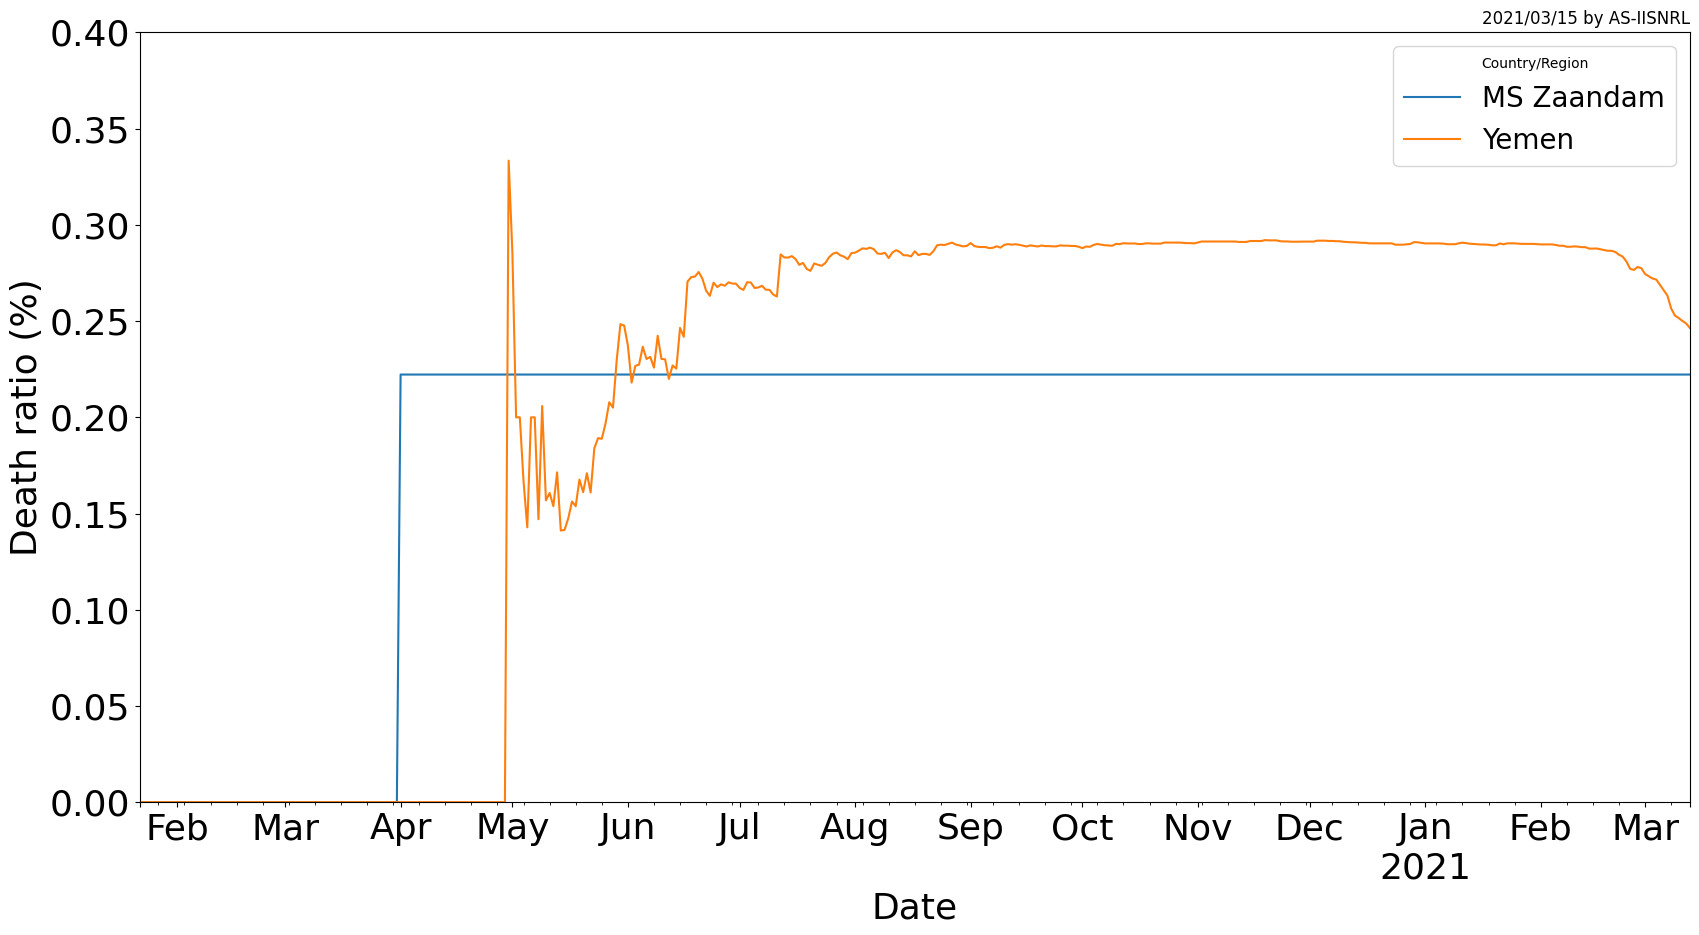 2021/03/15 by AS-IISNRL
Country/Region
MS Zaandam
Yemen
Death ratio (%)
0.40
0.35
0.30
0.25
0.20
0.15
0.10
0.05
0.00
Feb Mar Apr May Jun Jul Aug Sep Oct Nov Dec Jan Feb Mar
2021
Date